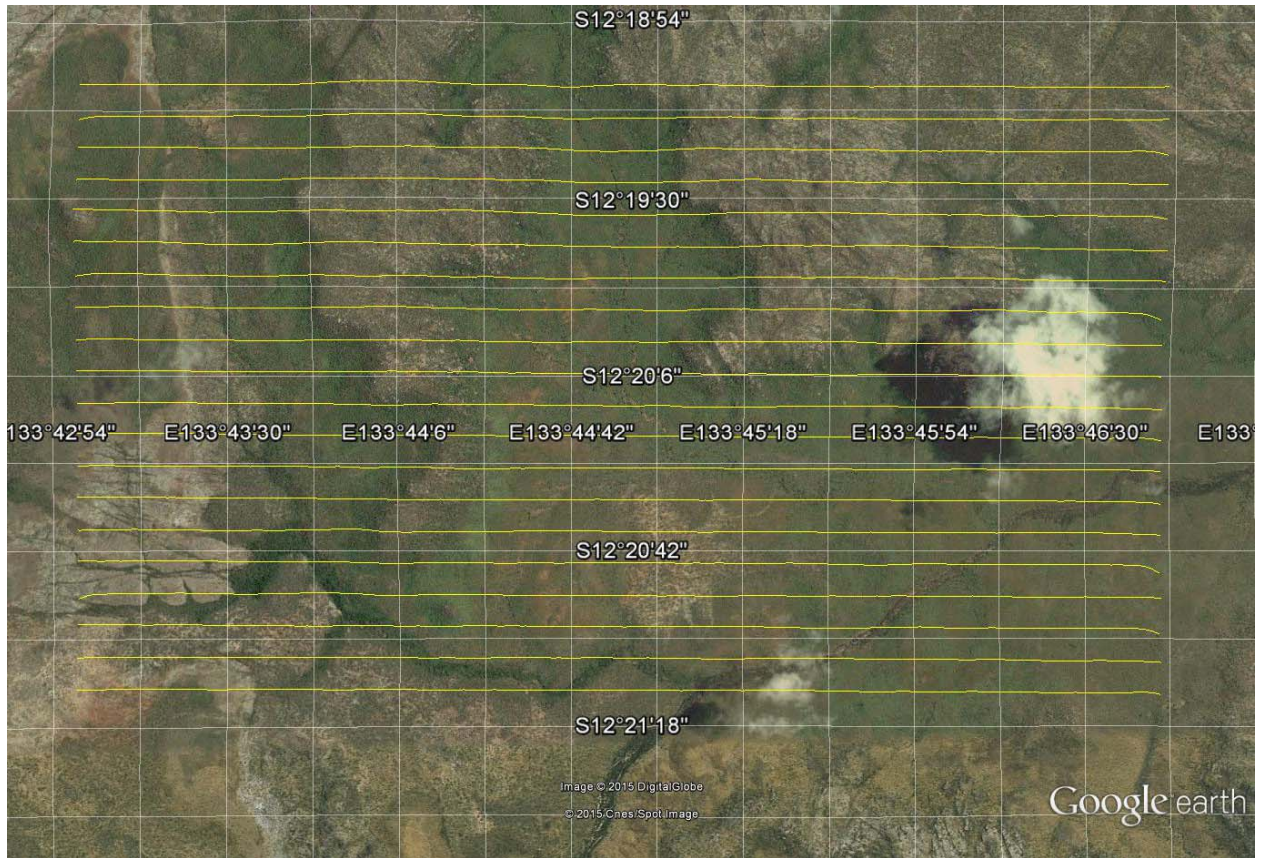 S12°18'54"
S12°19'30"
S12°20'6"
133°42'54" E133°43'30" E133°44'6" E133°44'42" E133°45'18" E133°45'54" E133°46'30" E133°
S12°20'42"
S12°21'18"
Image © 2015 DigitalGlobe
© 2015 Cnes/Spot Image
Google earth